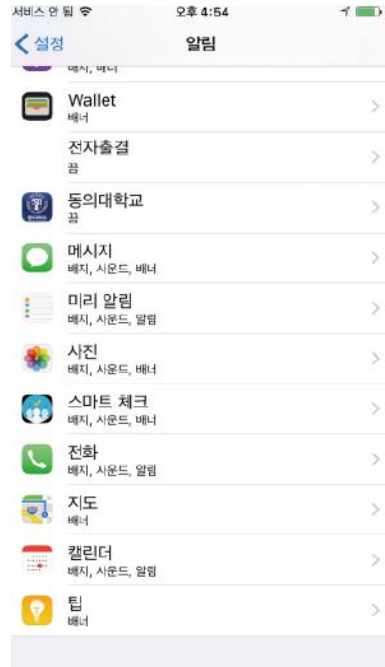 서비스 안 됨 오후 4:54
설정 알림
배지, 배너
Wallet
배너
전자출결
끔
동의대학교
끔
메시지
배지, 사운드, 배너
미리 알림
배지, 사운드, 알림
사진
배지, 사운드, 배너
스마트 체크
배지, 사운드, 배너
전화
배지, 사운드, 알림
지도
배너
캘린더
배지, 사운드, 알림
팁
배너